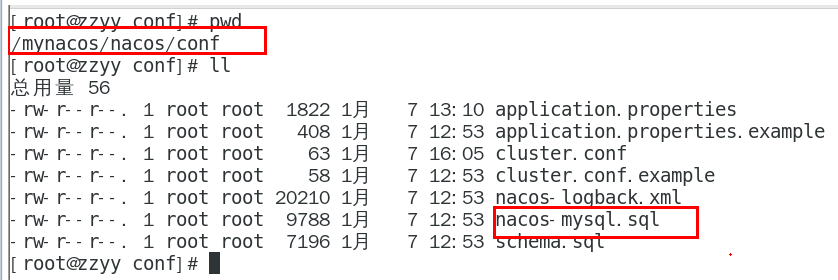 [root@zzyy conf]# pwd
/mynacos/nacos/conf
[root@zzyy conf]# ll
总用量 56
-rw-r--r--. 1 root root  1822 1月   7 13:10 application.properties
-rw-r--r--. 1 root root   408 1月   7 12:53 application.properties.example
-rw-r--r--. 1 root root    63 1月   7 16:05 cluster.conf
-rw-r--r--. 1 root root    58 1月   7 12:53 cluster.conf.example
-rw-r--r--. 1 root root 20210 1月   7 12:53 nacos-logback.xml
-rw-r--r--. 1 root root  9788 1月   7 12:53 nacos-mysql.sql
-rw-r--r--. 1 root root  7196 1月   7 12:53 schema.sql
[root@zzyy conf]#